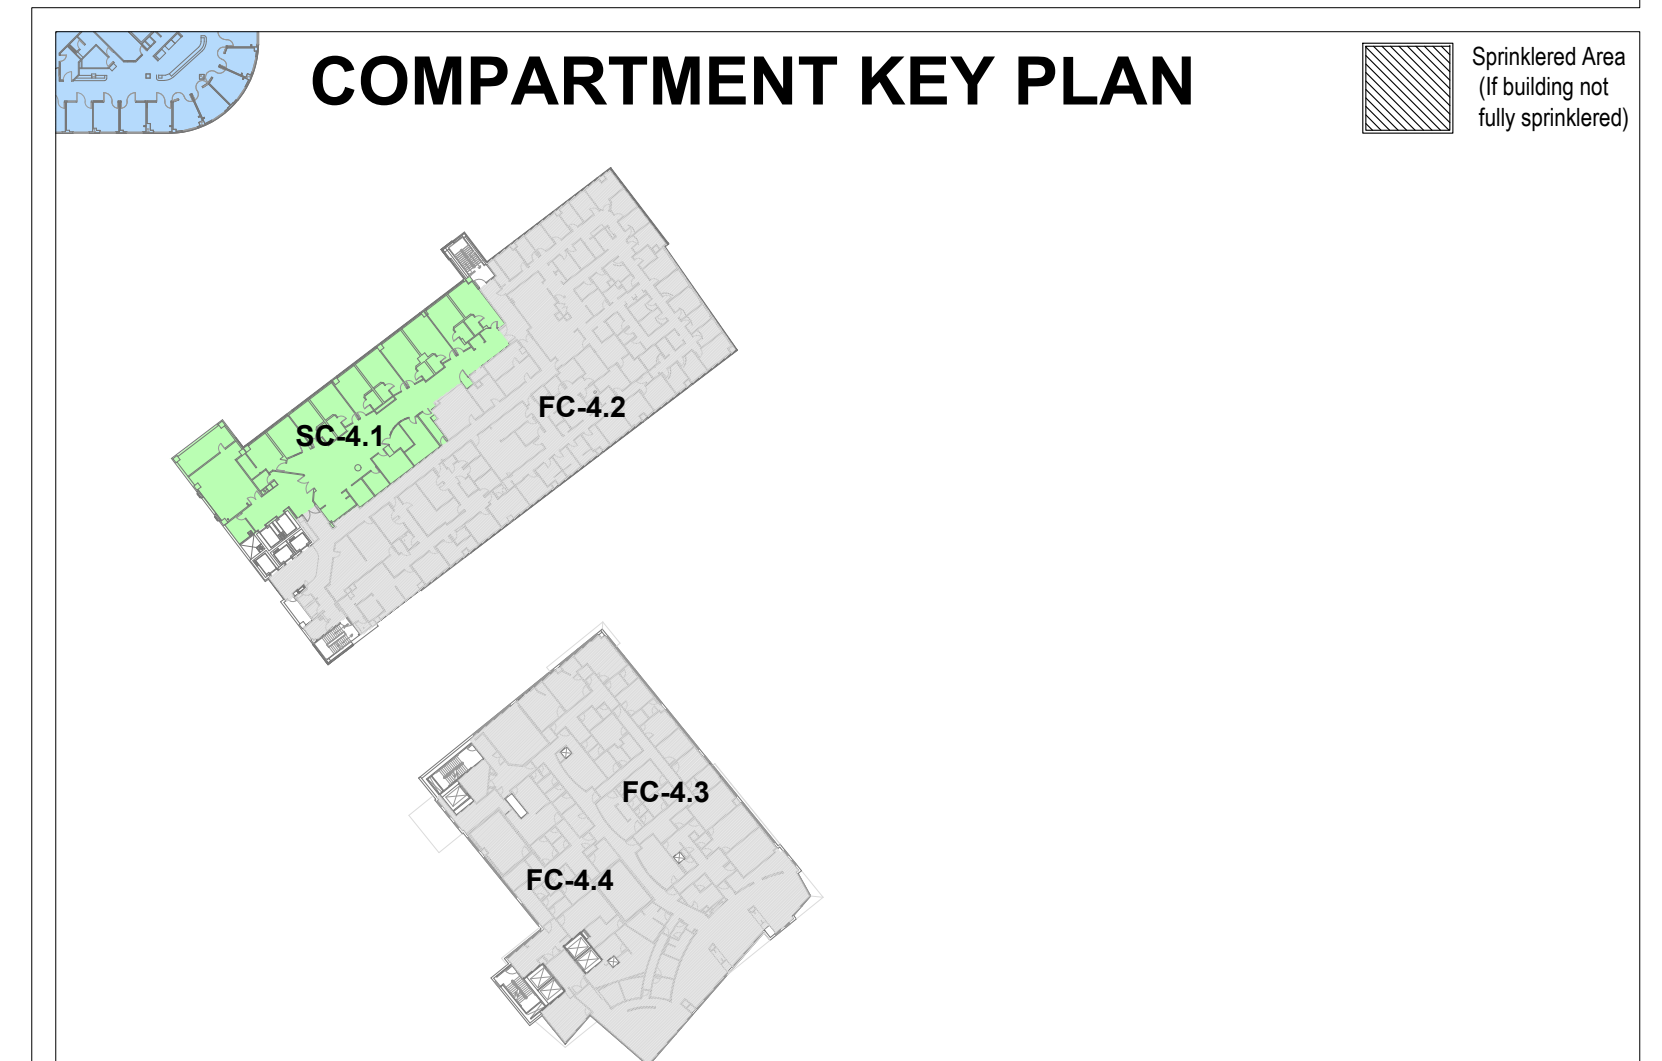 COMPARTMENT KEY PLAN
Sprinklered Area
(If building not
fully sprinklered)
FC-4.2
SC-4.1
FC-4.3
FC-4.4